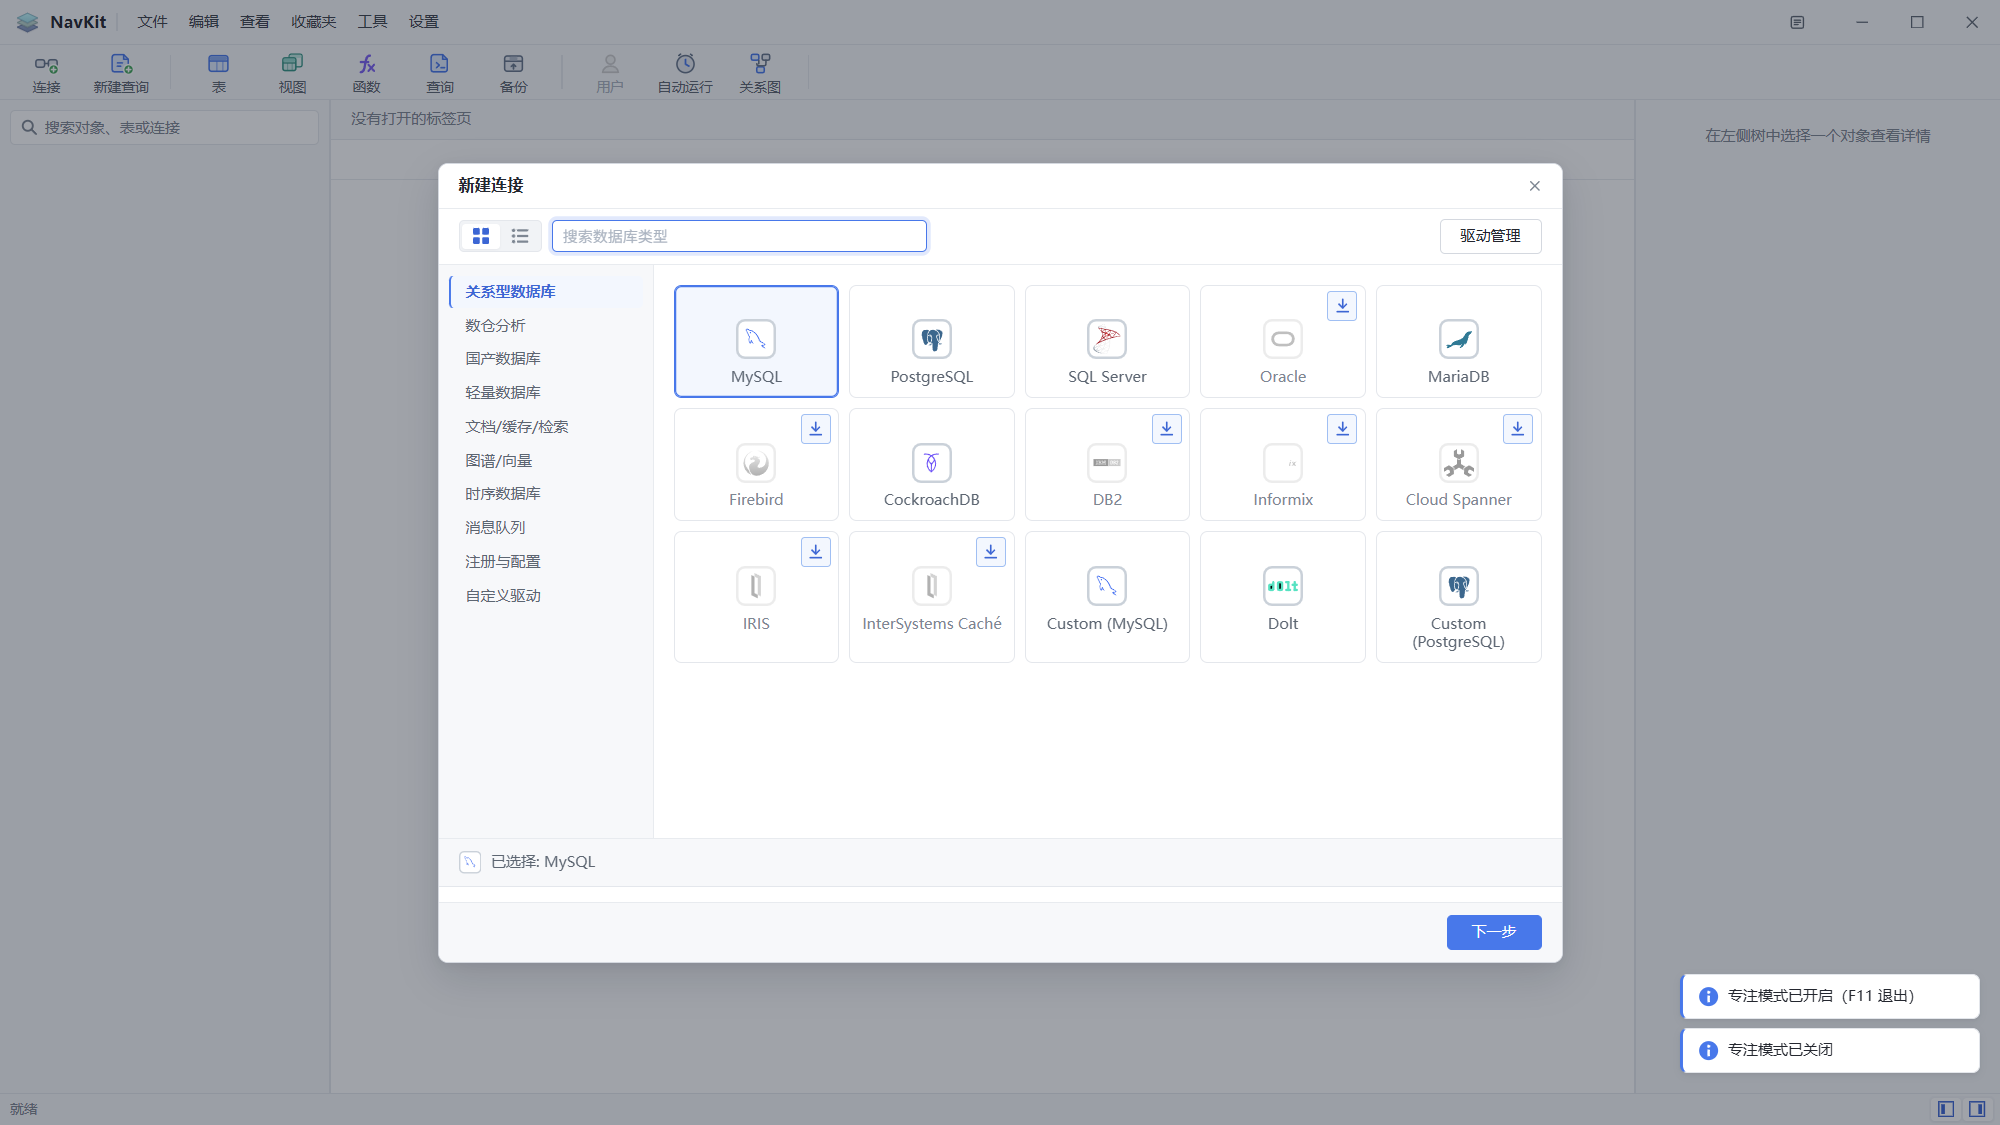 NavKit 文件 编辑 查看 收藏夹 工具 设置
连接 新建查询 表 视图 函数 查询 备份 用户 自动运行 关系图
搜索对象、表或连接
没有打开的标签页
在左侧树中选择一个对象查看详情
新建连接
搜索数据库类型
驱动管理
关系型数据库
数仓分析
国产数据库
轻量数据库
文档/缓存/检索
图谱/向量
时序数据库
消息队列
注册与配置
自定义驱动
MySQL PostgreSQL SQL Server Oracle MariaDB
Firebird CockroachDB DB2 Informix Cloud Spanner
IRIS InterSystems Caché Custom (MySQL) Dolt Custom
(PostgreSQL)
已选择: MySQL
下一步
专注模式已开启（F11 退出）
专注模式已关闭
就绪